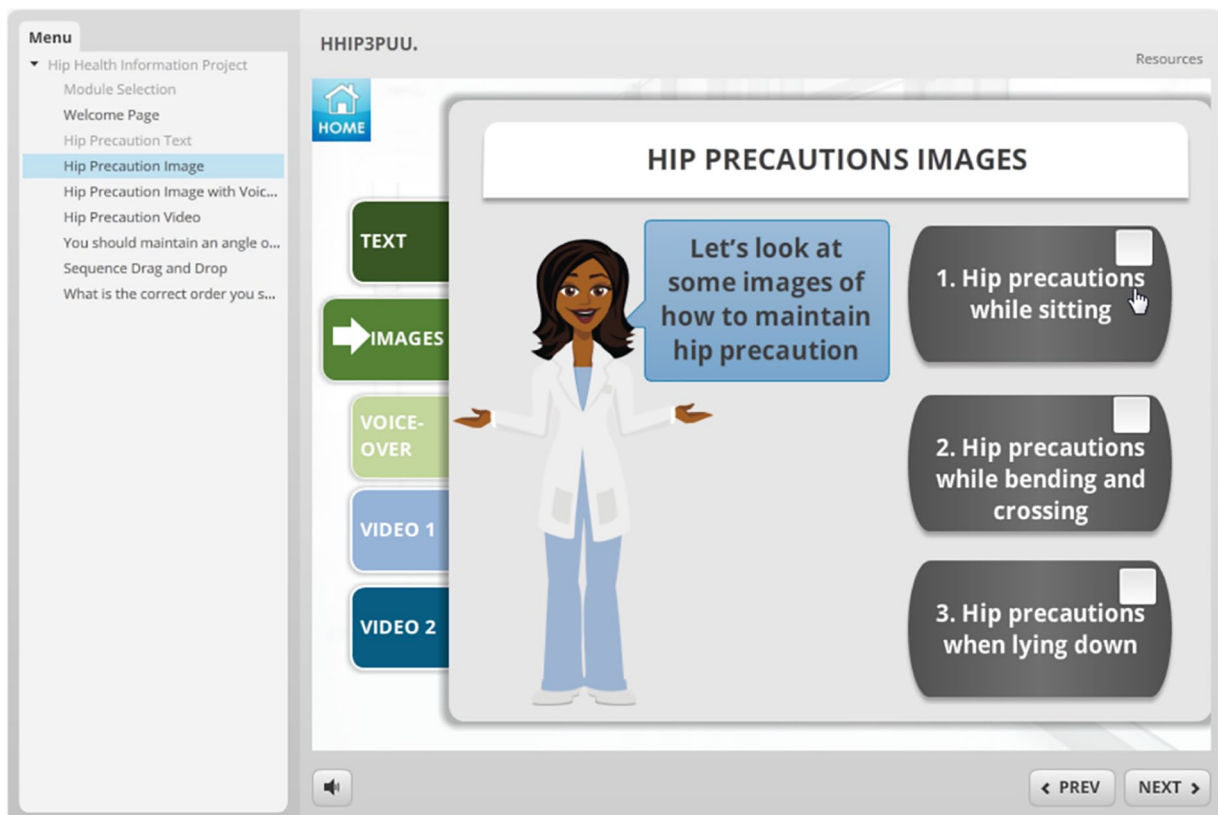 Menu
Hip Health Information Project
Module Selection
Welcome Page
Hip Precaution Text
Hip Precaution Image
Hip Precaution Image with Voic...
Hip Precaution Video
You should maintain an angle o...
Sequence Drag and Drop
What is the correct order you s...
HHIP3PUU.
Resources
HOME
TEXT
IMAGES
VOICE-
OVER
VIDEO 1
VIDEO 2
HIP PRECAUTIONS IMAGES
Let's look at
some images of
how to maintain
hip precaution
1. Hip precautions
while sitting
2. Hip precautions
while bending and
crossing
3. Hip precautions
when lying down
PREV
NEXT